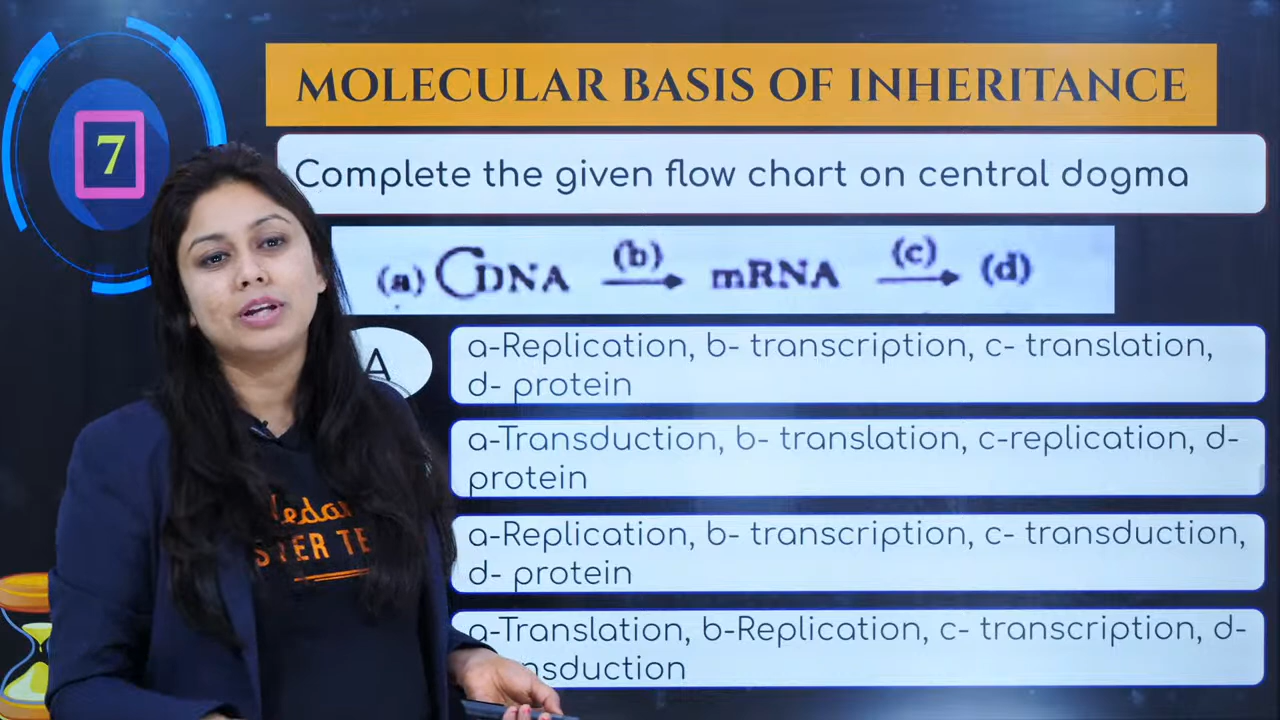 7
MOLECULAR BASIS OF INHERITANCE
Complete the given flow chart on central dogma
(a) DNA (b) mRNA (c) (d)
A
a-Replication, b- transcription, c- translation,
d- protein
a-Transduction, b- translation, c-replication, d-
protein
a-Replication, b- transcription, c- transduction,
d- protein
a-Translation, b-Replication, c- transcription, d-